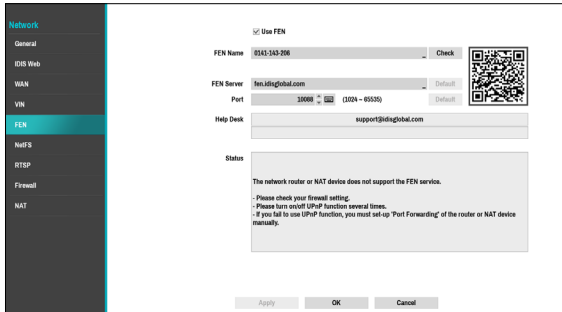 Network
General
IDIS Web
WAN
VIN
FEN
NetFS
RTSP
Firewall
NAT
Use FEN
FEN Name 0141-143-206 _ Check
FEN Server fen.idisglobal.com _ Default
Port 10088 (1024 – 65535) Default
Help Desk support@idisglobal.com
Status
The network router or NAT device does not support the FEN service.
- Please check your firewall setting.
- Please turn on/off UPnP function several times.
- If you fail to use UPnP function, you must set-up 'Port Forwarding' of the router or NAT device
manually.
Apply OK Cancel